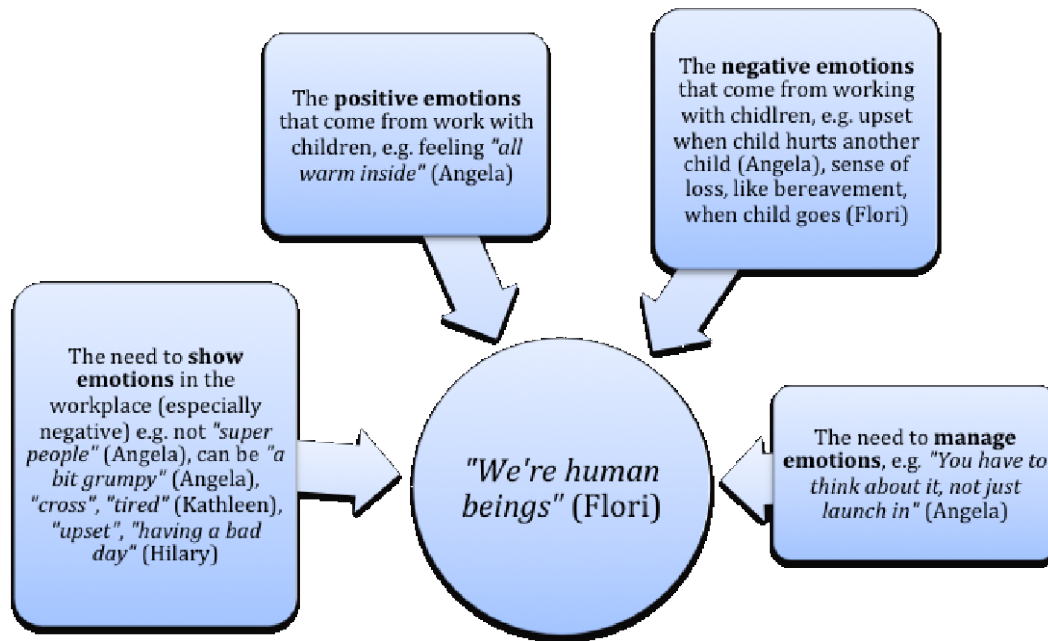 The positive emotions
that come from work with
children, e.g. feeling "all
warm inside" (Angela)
The negative emotions
that come from working
with chidlren, e.g. upset
when child hurts another
child (Angela), sense of
loss, like bereavement,
when child goes (Flori)
The need to show
emotions in the
workplace (especially
negative) e.g. not "super
people" (Angela), can be "a
bit grumpy" (Angela),
"cross", "tired" (Kathleen),
"upset", "having a bad
day" (Hilary)
"We're human
beings" (Flori)
The need to manage
emotions, e.g. "You have to
think about it, not just
launch in" (Angela)